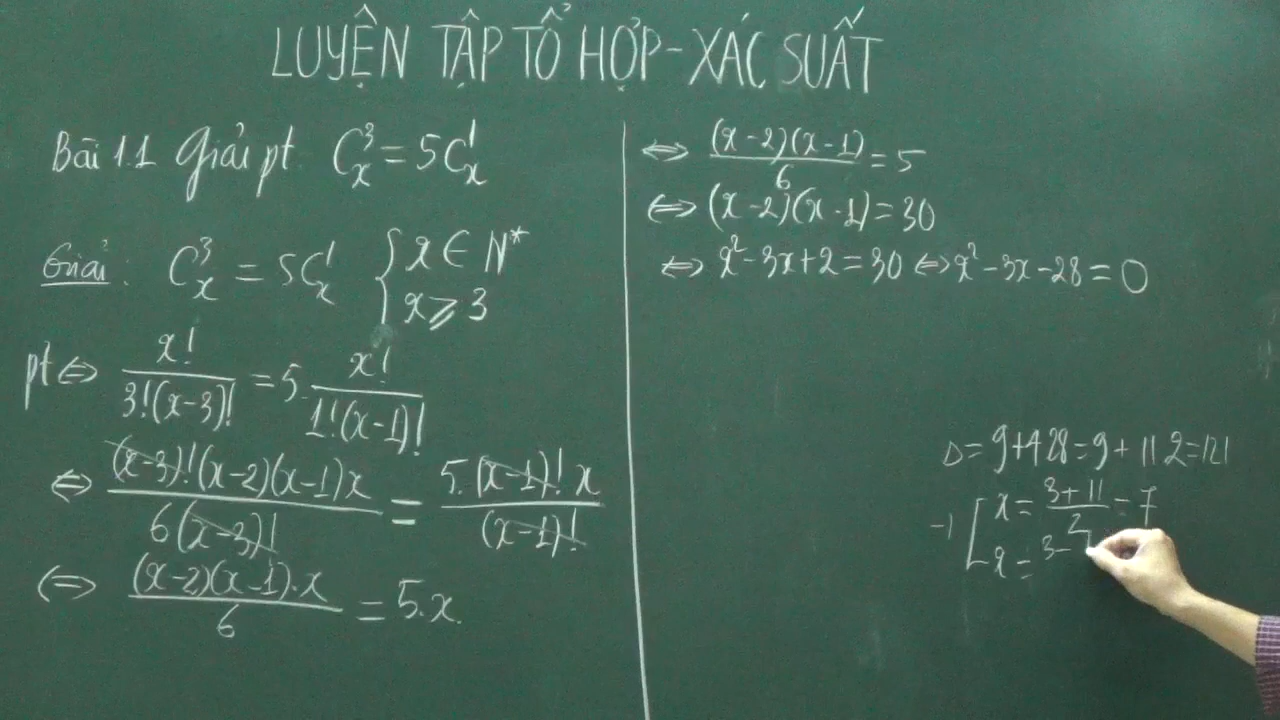 LUYỆN TẬP TỔ HỢP - XÁC SUẤT
Bài 1.1 Giải pt C_x^3 = 5C_x^1
Giải: C_x^3 = 5C_x^1 { x ∈ N*
x ⩾ 3
pt ⇔ x!/(3!(x-3)!) = 5. x!/(1!(x-1)!)
⇔ (x-3)!(x-2)(x-1)x/(6(x-3)!) = 5.(x-1)!x/(x-1)!
⇔ (x-2)(x-1).x/6 = 5.x.
⇔ (x-2)(x-1)/6 = 5
⇔ (x-2)(x-1) = 30
⇔ x² - 3x + 2 = 30 ⇔ x² - 3x - 28 = 0
Δ = 9 + 4 28 = 9 + 112 = 121
[ x = (3 + 11)/2 = 7
x = 3 -